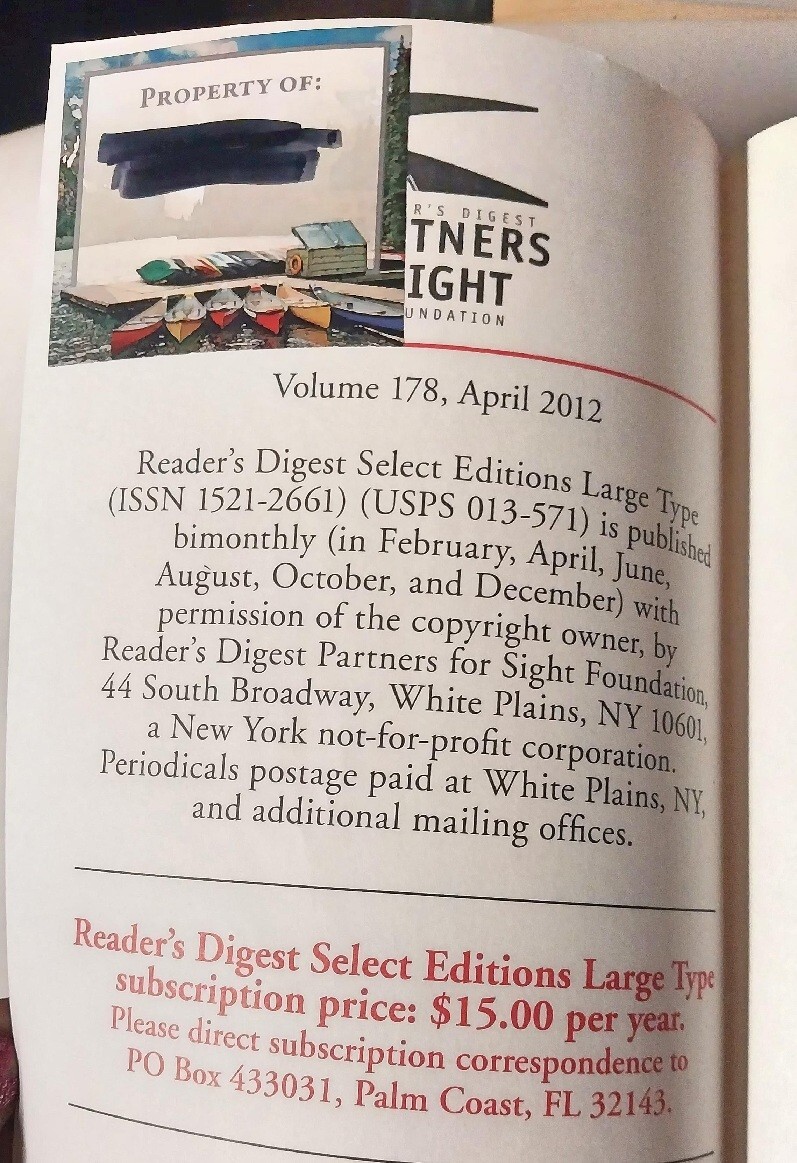 PROPERTY OF:
R'S DIGEST
TNERS
IGHT
UNDATION
Volume 178, April 2012
Reader's Digest Select Editions Large Type
(ISSN 1521-2661) (USPS 013-571) is published
bimonthly (in February, April, June,
August, October, and December) with
permission of the copyright owner, by
Reader's Digest Partners for Sight Foundation,
44 South Broadway, White Plains, NY 10601,
a New York not-for-profit corporation.
Periodicals postage paid at White Plains, NY,
and additional mailing offices.
Reader's Digest Select Editions Large Type
subscription price: $15.00 per year.
Please direct subscription correspondence to
PO Box 433031, Palm Coast, FL 32143.